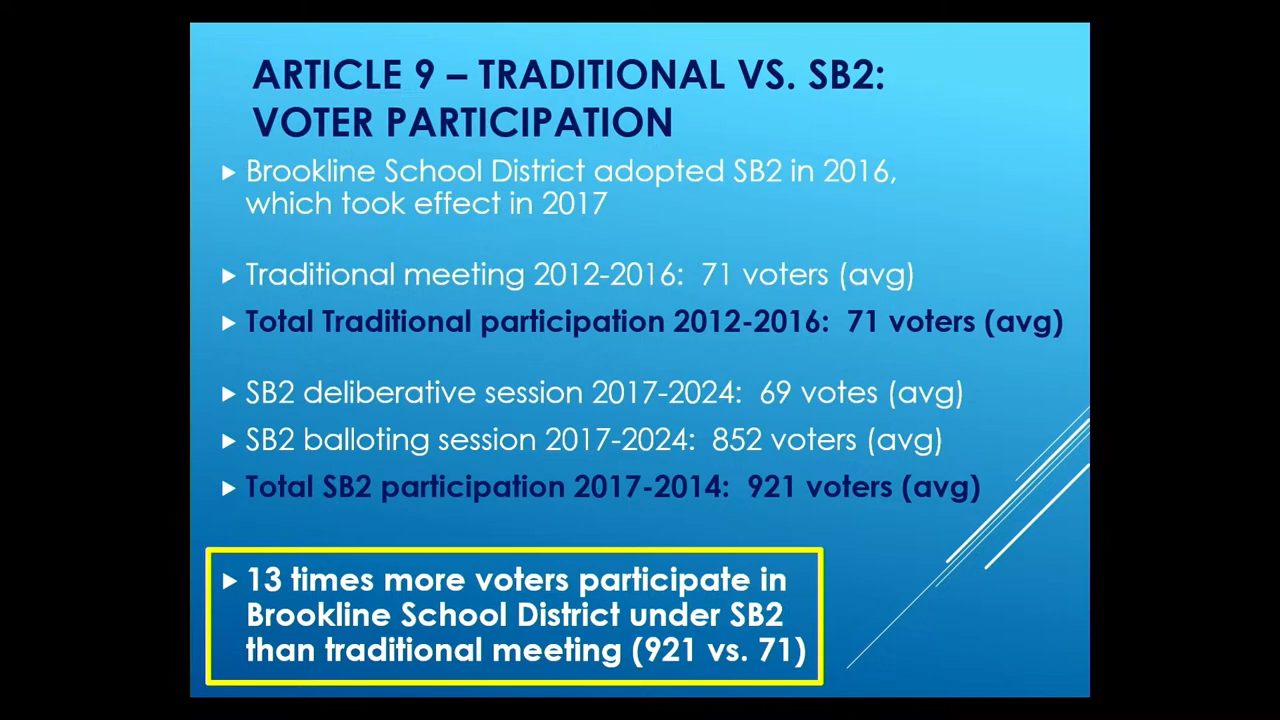 ARTICLE 9 – TRADITIONAL VS. SB2:
VOTER PARTICIPATION
Brookline School District adopted SB2 in 2016,
which took effect in 2017
Traditional meeting 2012-2016: 71 voters (avg)
Total Traditional participation 2012-2016: 71 voters (avg)
SB2 deliberative session 2017-2024: 69 votes (avg)
SB2 balloting session 2017-2024: 852 voters (avg)
Total SB2 participation 2017-2014: 921 voters (avg)
13 times more voters participate in
Brookline School District under SB2
than traditional meeting (921 vs. 71)